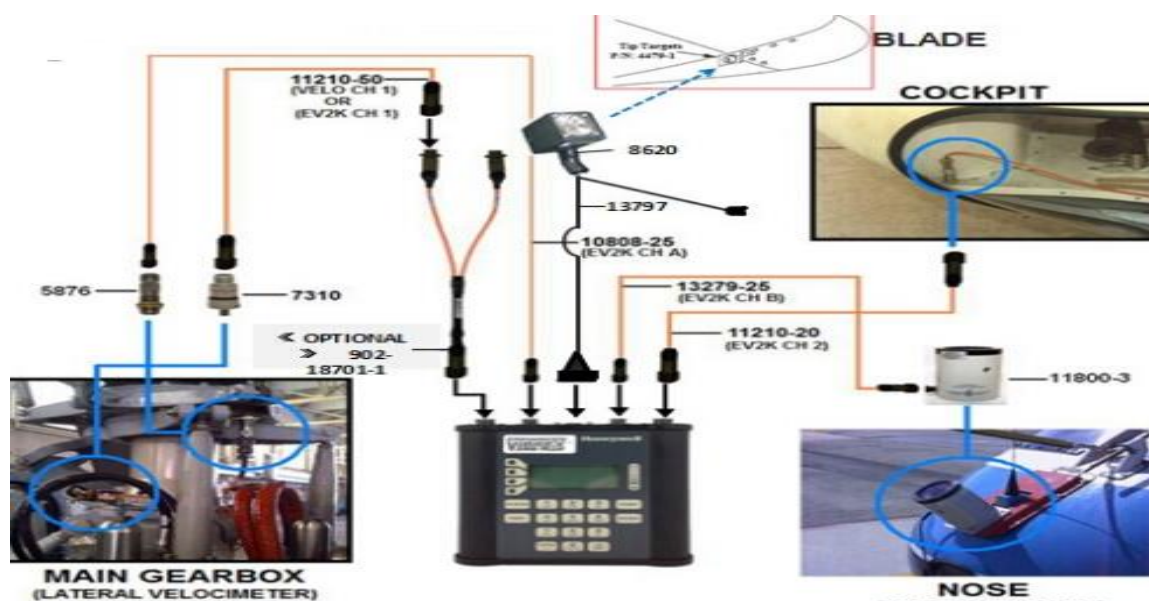 Tip Targets
P/N: 4479-1
BLADE
11210-50
(VELO CH 1)
OR
(EV2K CH 1)
COCKPIT
8620
13797
10808-25
(EV2K CH A)
5876
7310
13279-25
(EV2K CH B)
« OPTIONAL
» 902-
18701-1
11210-20
(EV2K CH 2)
11800-3
Honeywell
MAIN GEARBOX
(LATERAL VELOCIMETER)
NOSE